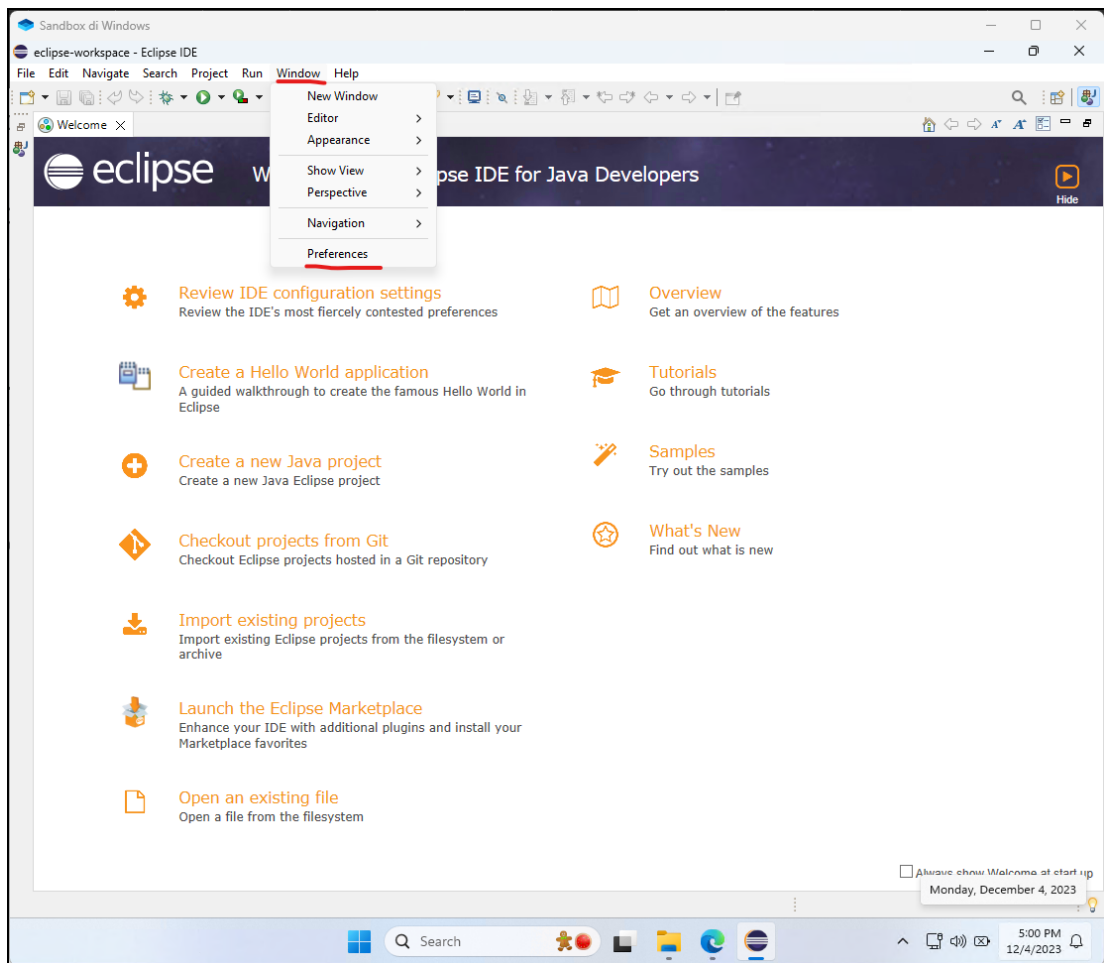 Sandbox di Windows
eclipse-workspace - Eclipse IDE
File Edit Navigate Search Project Run Window Help
New Window
Editor
Appearance
Show View
Perspective
Navigation
Preferences
Welcome
eclipse
W
pse IDE for Java Developers
Hide
Review IDE configuration settings
Review the IDE's most fiercely contested preferences
Create a Hello World application
A guided walkthrough to create the famous Hello World in
Eclipse
Create a new Java project
Create a new Java Eclipse project
Checkout projects from Git
Checkout Eclipse projects hosted in a Git repository
Import existing projects
Import existing Eclipse projects from the filesystem or
archive
Launch the Eclipse Marketplace
Enhance your IDE with additional plugins and install your
Marketplace favorites
Open an existing file
Open a file from the filesystem
Overview
Get an overview of the features
Tutorials
Go through tutorials
Samples
Try out the samples
What's New
Find out what is new
Always show Welcome at start up
Monday, December 4, 2023
Search
5:00 PM
12/4/2023